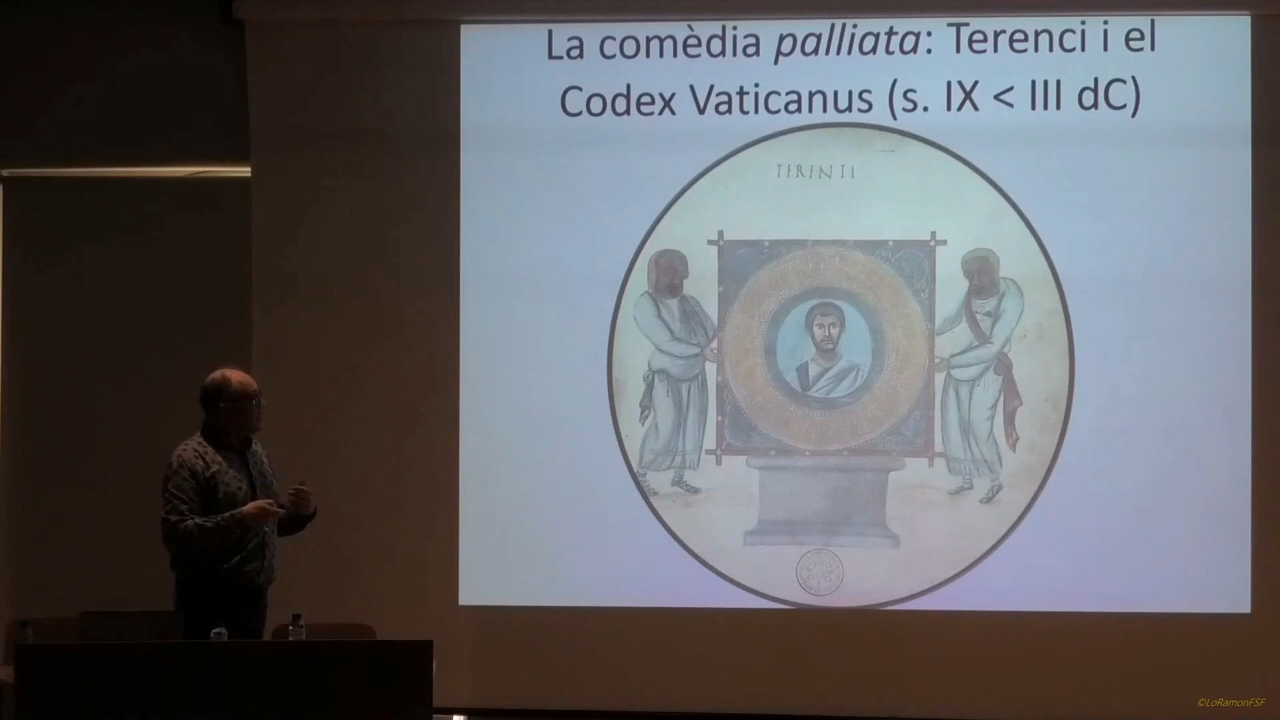 La comèdia palliata: Terenci i el
Codex Vaticanus (s. IX < III dC)
TERENTI
©LoRamonFSF